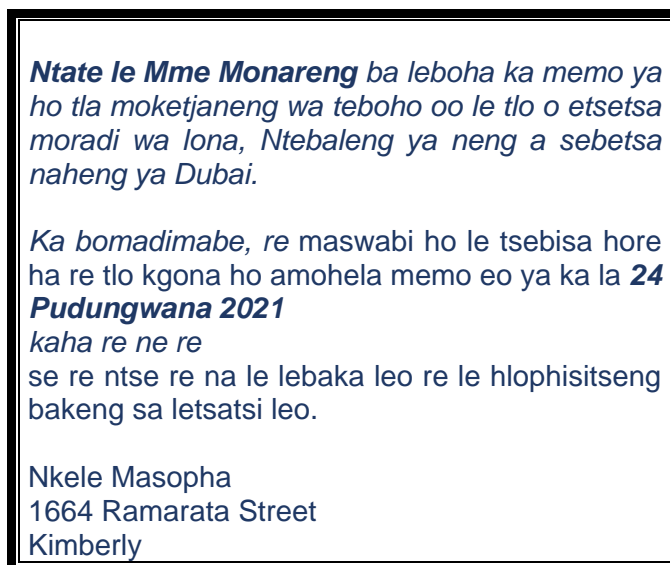 Ntate le Mme Monareng ba leboha ka memo ya
ho tla moketjaneng wa teboho oo le tlo o etsetsa
moradi wa lona, Ntebaleng ya neng a sebetsa
naheng ya Dubai.
Ka bomadimabe, re maswabi ho le tsebisa hore
ha re tlo kgona ho amohela memo eo ya ka la 24
Pudungwana 2021
kaha re ne re
se re ntse re na le lebaka leo re le hlophisitseng
bakeng sa letsatsi leo.
Nkele Masopha
1664 Ramarata Street
Kimberly